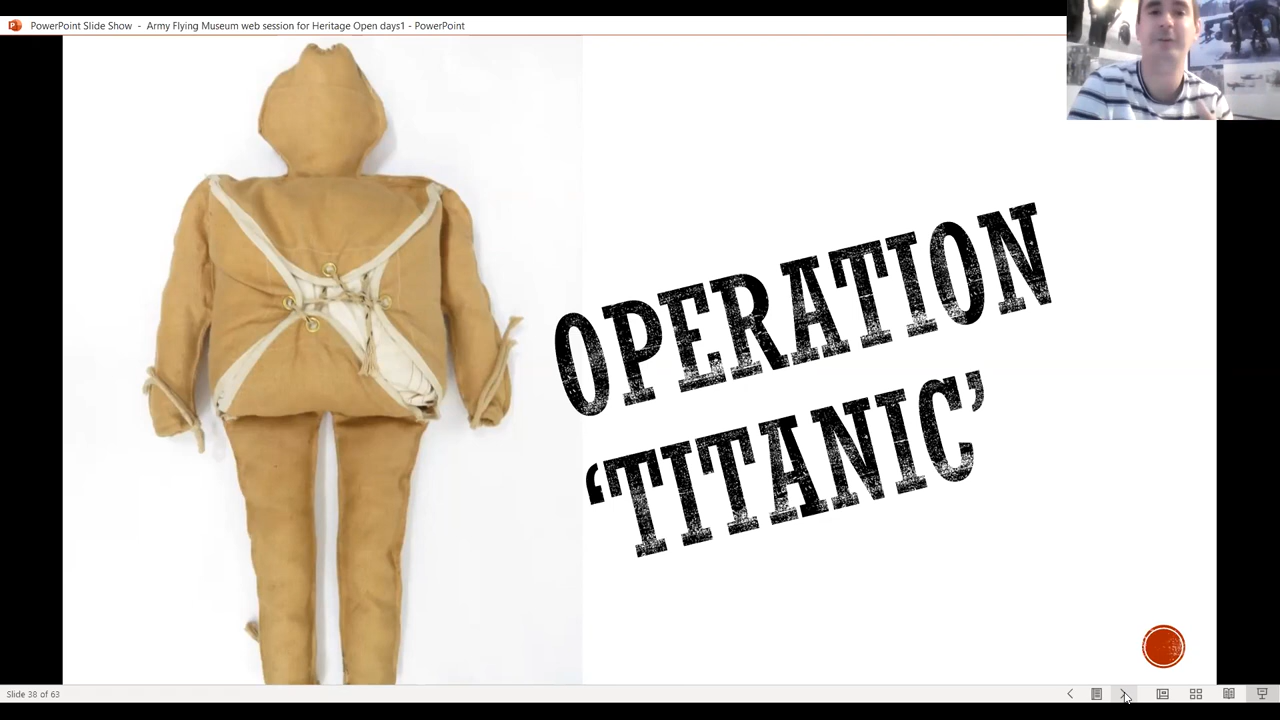 PowerPoint Slide Show - Army Flying Museum web session for Heritage Open days1 - PowerPoint
OPERATION
‘TITANIC’
Slide 38 of 63